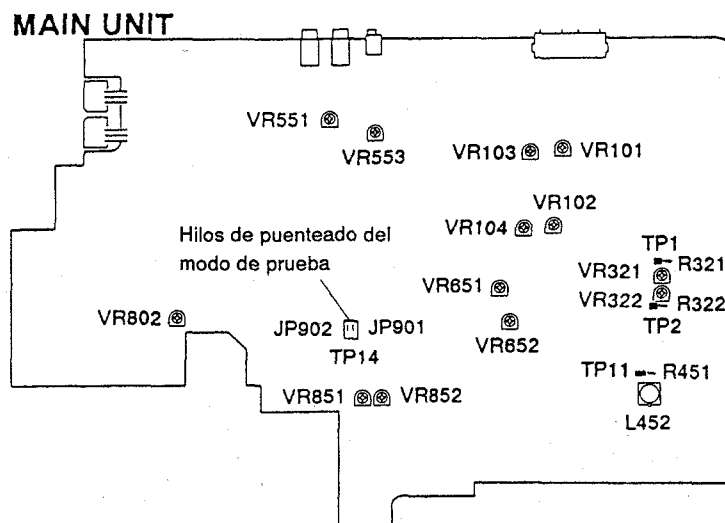 MAIN UNIT
VR551
VR553
VR103
VR101
VR102
VR104
Hilos de puenteado del
modo de prueba
TP1
R321
VR321
VR651
VR322
R322
VR802
JP902
JP901
TP2
TP14
VR652
TP11
R451
VR851
VR852
L452